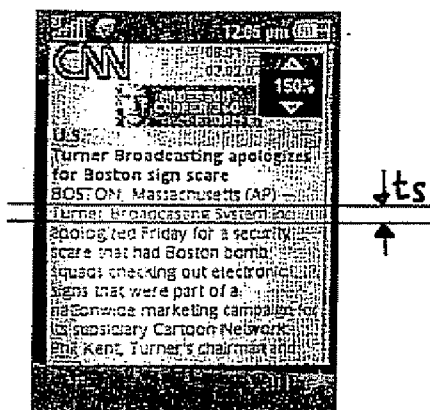 12:05 pm
CNN
150%
U.S.
Turner Broadcasting apologizes
for Boston sign scare
BOSTON, Massachusetts (AP) —
Turner Broadcasting System Inc.
apologized Friday for a security
scare that had Boston bomb
squads checking out electronic
signs that were part of a
nationwide marketing campaign for
its subsidiary Cartoon Network.
Phil Kent, Turner's chairman and
ts